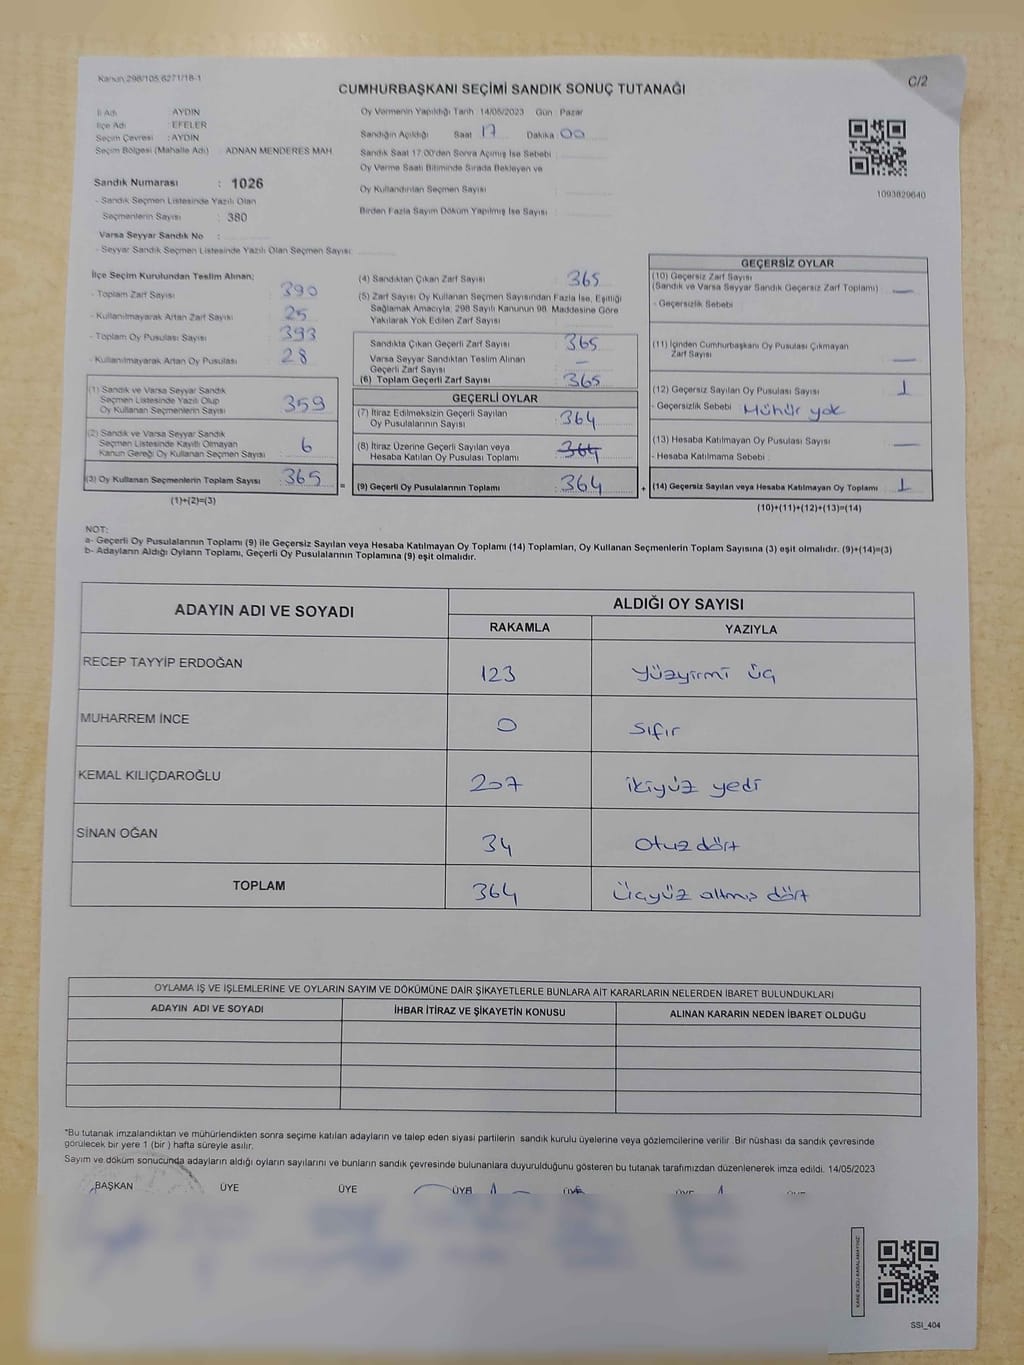 Kanun:298/105,6271/18-1
C/2
CUMHURBAŞKANI SEÇİMİ SANDIK SONUÇ TUTANAĞI
İl Adı AYDIN
İlçe Adı : EFELER
Seçim Çevresi : AYDIN
Seçim Bölgesi (Mahalle Adı) ADNAN MENDERES MAH.
Oy Vermenin Yapıldığı Tarih 14/05/2023 Gün : Pazar
Sandığın Açıldığı Saat 17 Dakika 00
Sandık Saat 17:00'den Sonra Açımış İse Sebebi
Oy Verme Saati Bitiminde Sırada Bekleyen ve
Oy Kullandırılan Seçmen Sayısı
Birden Fazla Sayım Döküm Yapılmış İse Sayısı
1093829640
Sandık Numarası : 1026
- Sandık Seçmen Listesinde Yazılı Olan
Seçmenlerin Sayısı : 380
Varsa Seyyar Sandık No :
- Seyyar Sandık Seçmen Listesinde Yazılı Olan Seçmen Sayısı:
İlçe Seçim Kurulundan Teslim Alınan;
- Toplam Zarf Sayısı : 390
- Kullanılmayarak Artan Zarf Sayısı : 25
- Toplam Oy Pusulası Sayısı : 393
- Kullanılmayarak Artan Oy Pusulası : 28
(1) Sandık ve Varsa Seyyar Sandık
Seçmen Listesinde Yazılı Olup
Oy Kullanan Seçmenlerin Sayısı : 359
(2) Sandık ve Varsa Seyyar Sandık
Seçmen Listesinde Kayıtlı Olmayan
Kanun Gereği Oy Kullanan Seçmen Sayısı : 6
(3) Oy Kullanan Seçmenlerin Toplam Sayısı : 365
(1)+(2)=(3)
(4) Sandıktan Çıkan Zarf Sayısı : 365
(5) Zarf Sayısı Oy Kullanan Seçmen Sayısından Fazla İse, Eşitliği
Sağlamak Amacıyla; 298 Sayılı Kanunun 98. Maddesine Göre
Yakılarak Yok Edilen Zarf Sayısı
Sandıkta Çıkan Geçerli Zarf Sayısı : 365
Varsa Seyyar Sandıktan Teslim Alınan
Geçerli Zarf Sayısı : —
(6) Toplam Geçerli Zarf Sayısı : 365
GEÇERLİ OYLAR
(7) İtiraz Edilmeksizin Geçerli Sayılan
Oy Pusulalarının Sayısı : 364
(8) İtiraz Üzerine Geçerli Sayılan veya
Hesaba Katılan Oy Pusulası Toplamı : 364
= (9) Geçerli Oy Pusulalarının Toplamı : 364
GEÇERSİZ OYLAR
(10) Geçersiz Zarf Sayısı
(Sandık ve Varsa Seyyar Sandık Geçersiz Zarf Toplamı) : —
- Geçersizlik Sebebi
(11) İçinden Cumhurbaşkanı Oy Pusulası Çıkmayan
Zarf Sayısı : —
(12) Geçersiz Sayılan Oy Pusulası Sayısı : 1
- Geçersizlik Sebebi Mühür yok
(13) Hesaba Katılmayan Oy Pusulası Sayısı : —
- Hesaba Katılmama Sebebi :
+ (14) Geçersiz Sayılan veya Hesaba Katılmayan Oy Toplamı : 1
(10)+(11)+(12)+(13)=(14)
NOT:
a- Geçerli Oy Pusulalarının Toplamı (9) ile Geçersiz Sayılan veya Hesaba Katılmayan Oy Toplamı (14) Toplamları, Oy Kullanan Seçmenlerin Toplam Sayısına (3) eşit olmalıdır. (9)+(14)=(3)
b- Adayların Aldığı Oyların Toplamı, Geçerli Oy Pusulalarının Toplamına (9) eşit olmalıdır.
ADAYIN ADI VE SOYADI
ALDIĞI OY SAYISI
RAKAMLA YAZIYLA
RECEP TAYYİP ERDOĞAN 123 Yüzyirmi üç
MUHARREM İNCE 0 Sıfır
KEMAL KILIÇDAROĞLU 207 ikiyüz yedi
SİNAN OĞAN 34 Otuz dört
TOPLAM 364 Üçyüz altmış dört
OYLAMA İŞ VE İŞLEMLERİNE VE OYLARIN SAYIM VE DÖKÜMÜNE DAİR ŞİKAYETLERLE BUNLARA AİT KARARLARIN NELERDEN İBARET BULUNDUKLARI
ADAYIN ADI VE SOYADI İHBAR İTİRAZ VE ŞİKAYETİN KONUSU ALINAN KARARIN NEDEN İBARET OLDUĞU
*Bu tutanak imzalandıktan ve mühürlendikten sonra seçime katılan adayların ve talep eden siyasi partilerin sandık kurulu üyelerine veya gözlemcilerine verilir. Bir nüshası da sandık çevresinde
görülecek bir yere 1 (bir ) hafta süreyle asılır.
Sayım ve döküm sonucunda adayların aldığı oyların sayılarını ve bunların sandık çevresinde bulunanlara duyurulduğunu gösteren bu tutanak tarafımızdan düzenlenerek imza edildi. 14/05/2023
BAŞKAN ÜYE ÜYE ÜYE ÜYE ÜYE ÜYE
KARE KODU KARALAMAYINIZ
SSI_404